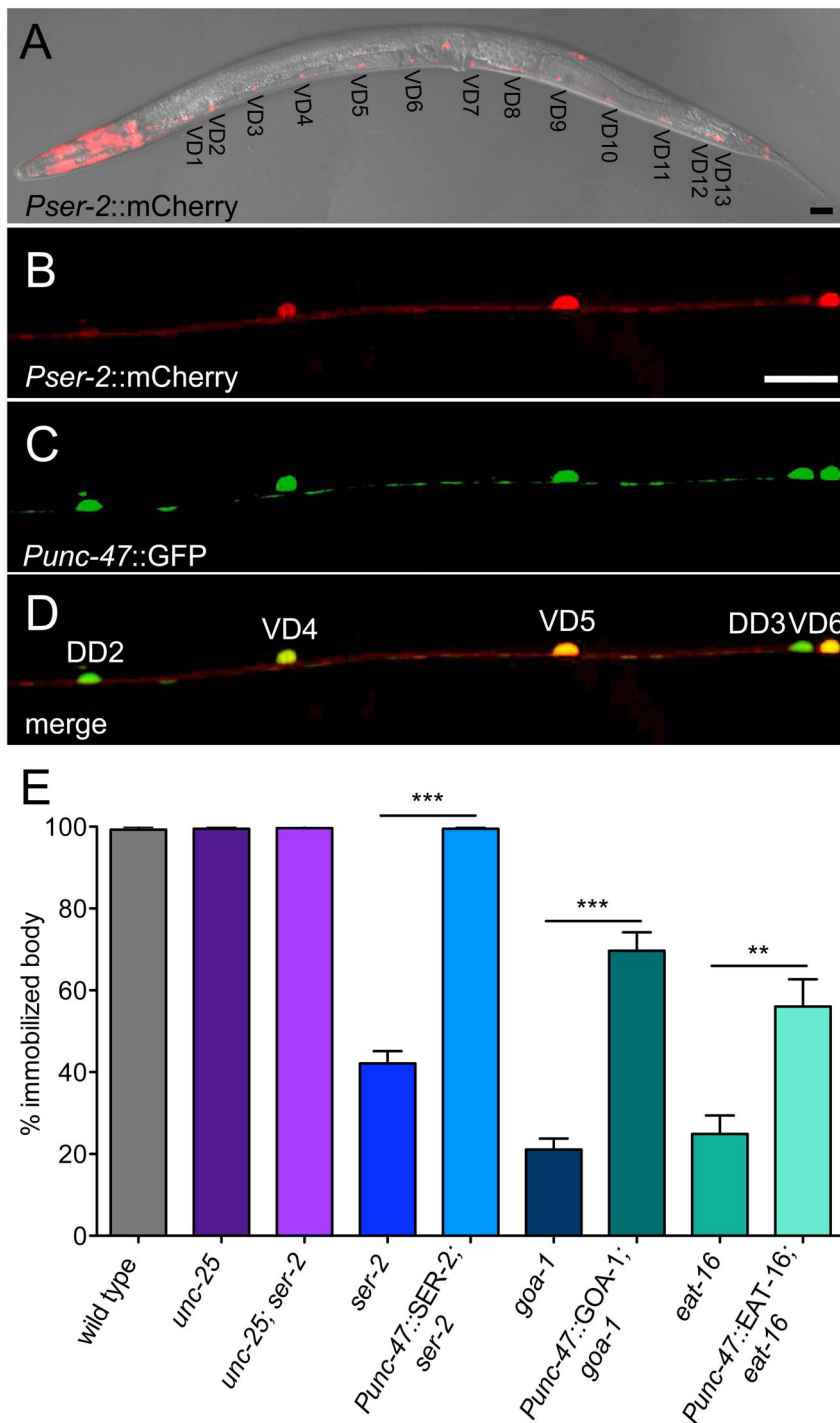 A
VD1
VD2
VD3
VD4
VD5
VD6
VD7
VD8
VD9
VD10
VD11
VD12
VD13
Pser-2::mCherry
B
Pser-2::mCherry
C
Punc-47::GFP
D
DD2
VD4
VD5
DD3 VD6
merge
E
% immobilized body
100
80
60
40
20
0
***
***
**
wild type
unc-25
unc-25; ser-2
ser-2
Punc-47::SER-2;
ser-2
goa-1
Punc-47::GOA-1;
goa-1
eat-16
Punc-47::EAT-16;
eat-16